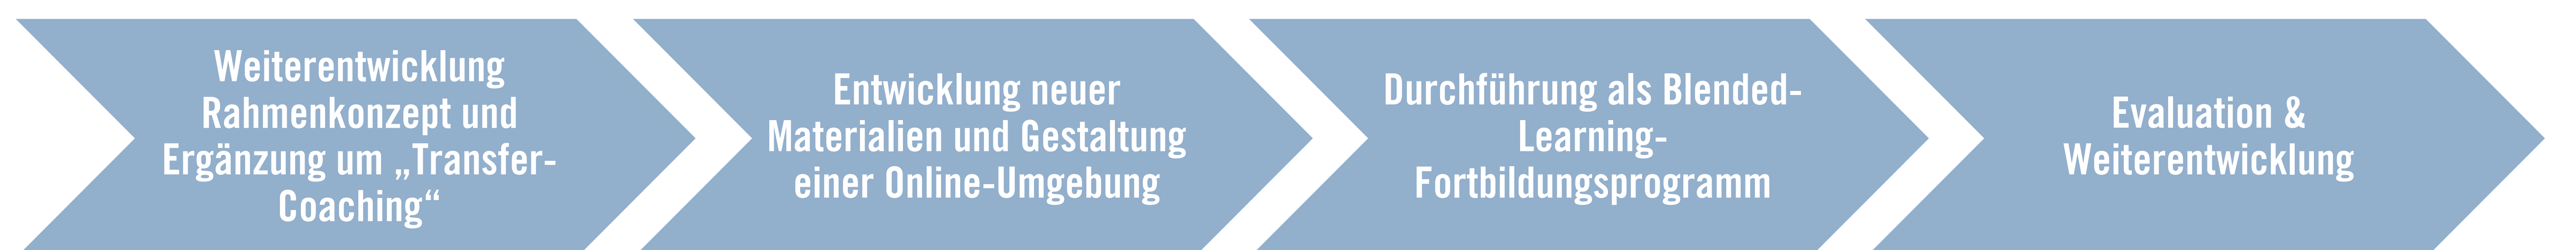 Weiterentwicklung
Rahmenkonzept und
Ergänzung um „Transfer-
Coaching“
Entwicklung neuer
Materialien und Gestaltung
einer Online-Umgebung
Durchführung als Blended-
Learning-
Fortbildungsprogramm
Evaluation &
Weiterentwicklung